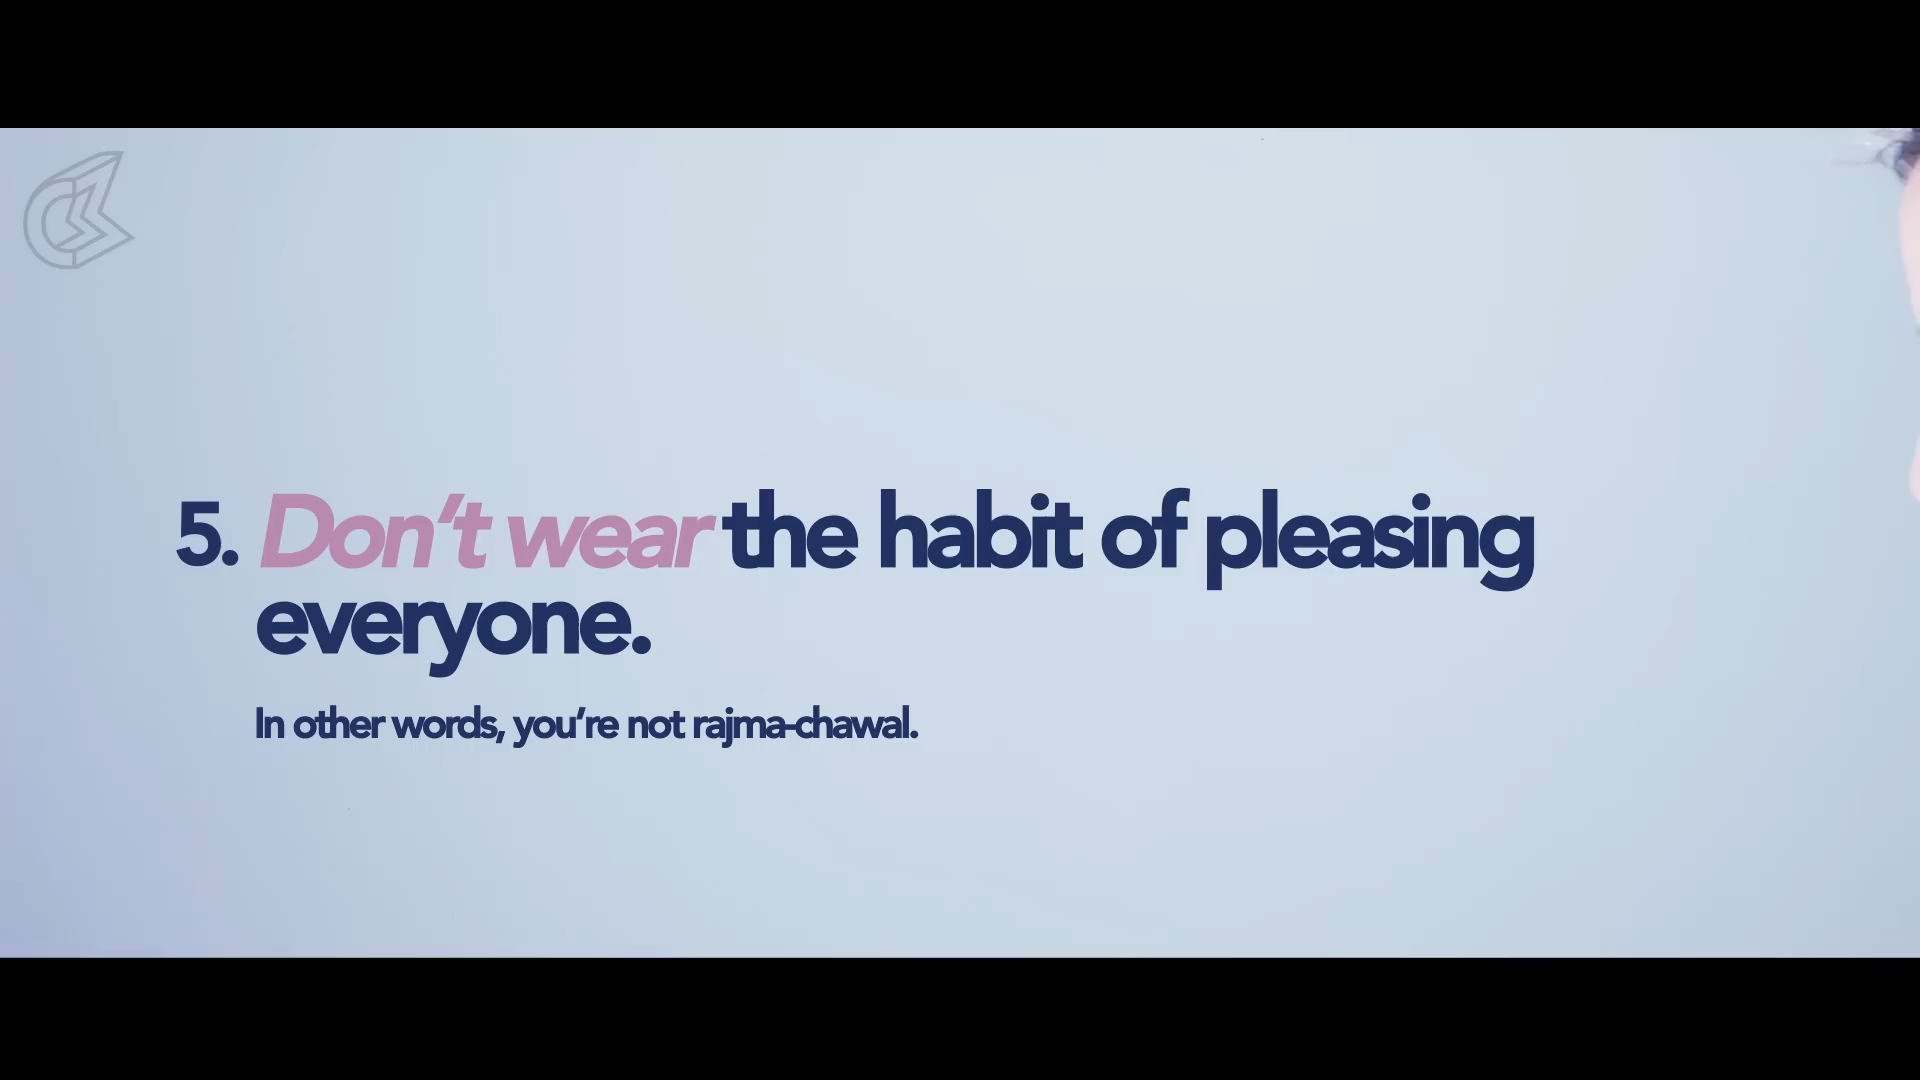 5. Don’t wear the habit of pleasing
everyone.
In other words, you’re not rajma-chawal.